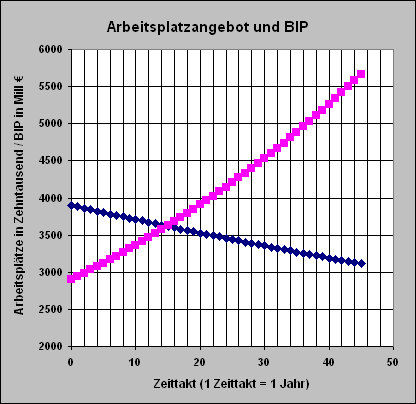 Arbeitsplatzangebot und BIP
Arbeitsplätze in Zehntausend / BIP in Mill €
6000
5500
5000
4500
4000
3500
3000
2500
2000
0 10 20 30 40 50
Zeittakt (1 Zeittakt = 1 Jahr)